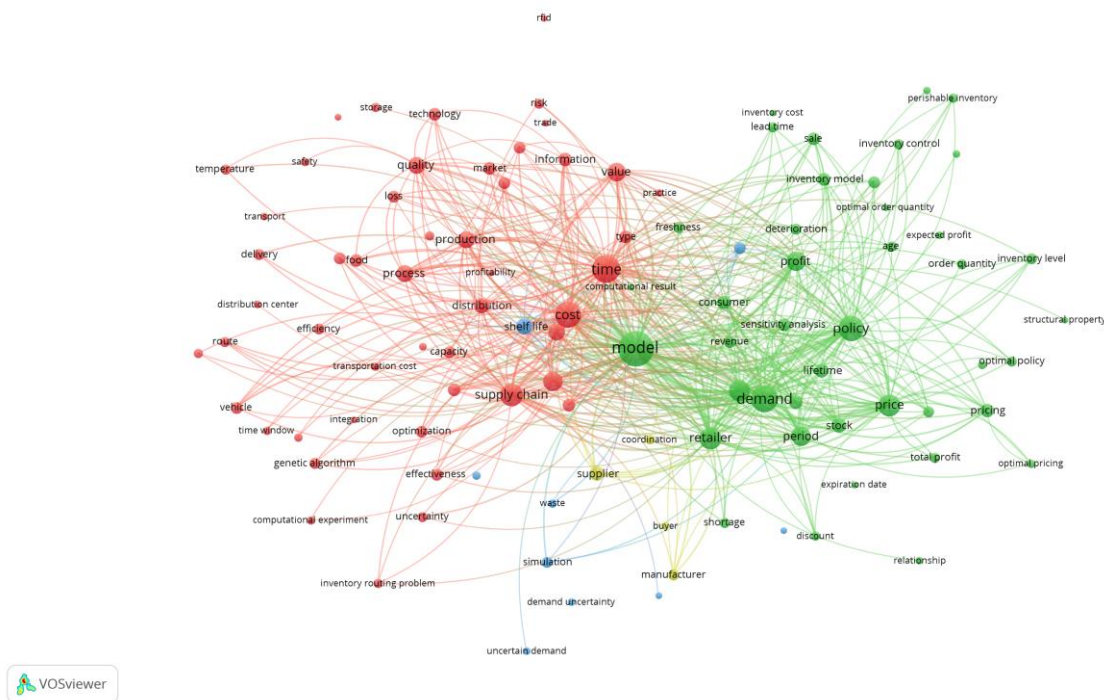 rfid
storage
technology
risk
trade
inventory cost
lead time
perishable inventory
sale
inventory control
temperature
safety
quality
market
information
value
inventory model
loss
practice
optimal order quantity
transport
freshness
deterioration
expected profit
production
type
age
delivery
food
process
profitability
time
profit
order quantity
inventory level
computational result
distribution center
distribution
consumer
cost
structural property
efficiency
shelf life
sensitivity analysis
policy
route
capacity
model
revenue
transportation cost
lifetime
optimal policy
supply chain
demand
vehicle
price
pricing
integration
time window
optimization
coordination
retailer
period
stock
genetic algorithm
effectiveness
supplier
total profit
optimal pricing
expiration date
waste
computational experiment
uncertainty
buyer
shortage
discount
simulation
relationship
inventory routing problem
manufacturer
demand uncertainty
uncertain demand
VOSviewer